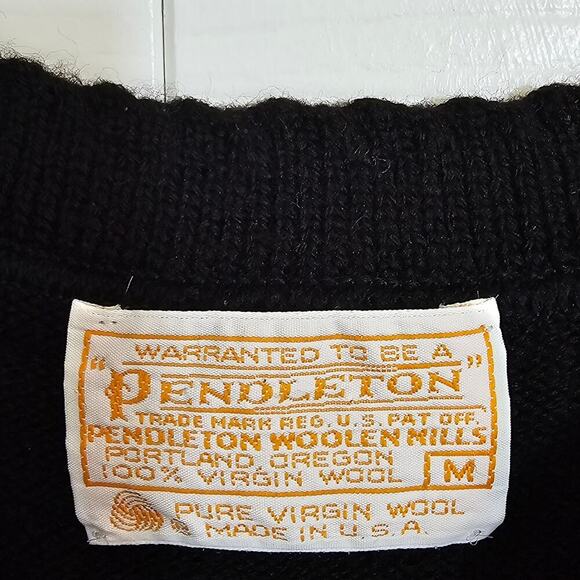 WARRANTED TO BE A
"PENDLETON"
TRADE MARK REG. U.S. PAT OFF.
PENDLETON WOOLEN MILLS
PORTLAND, OREGON
100% VIRGIN WOOL M
PURE VIRGIN WOOL
MADE IN U.S.A.